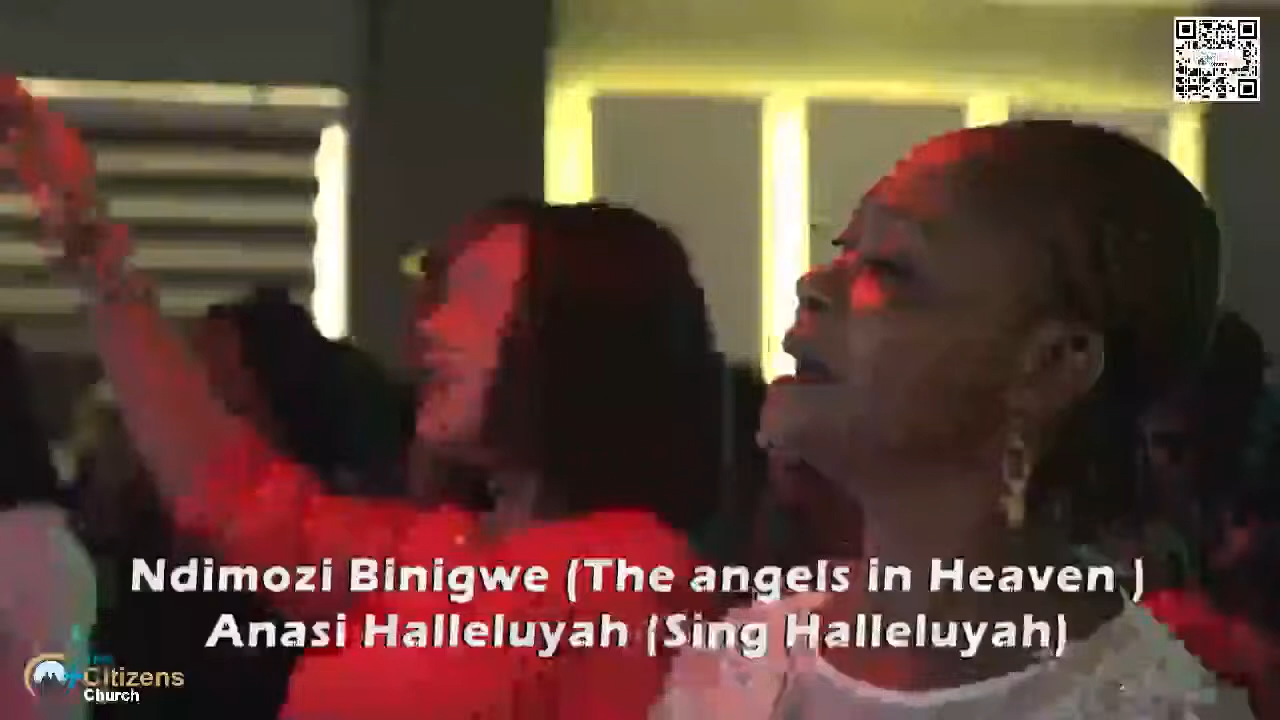 Ndimozi Binigwe (The angels in Heaven )
Anasi Halleluyah (Sing Halleluyah)
Citizens
Church